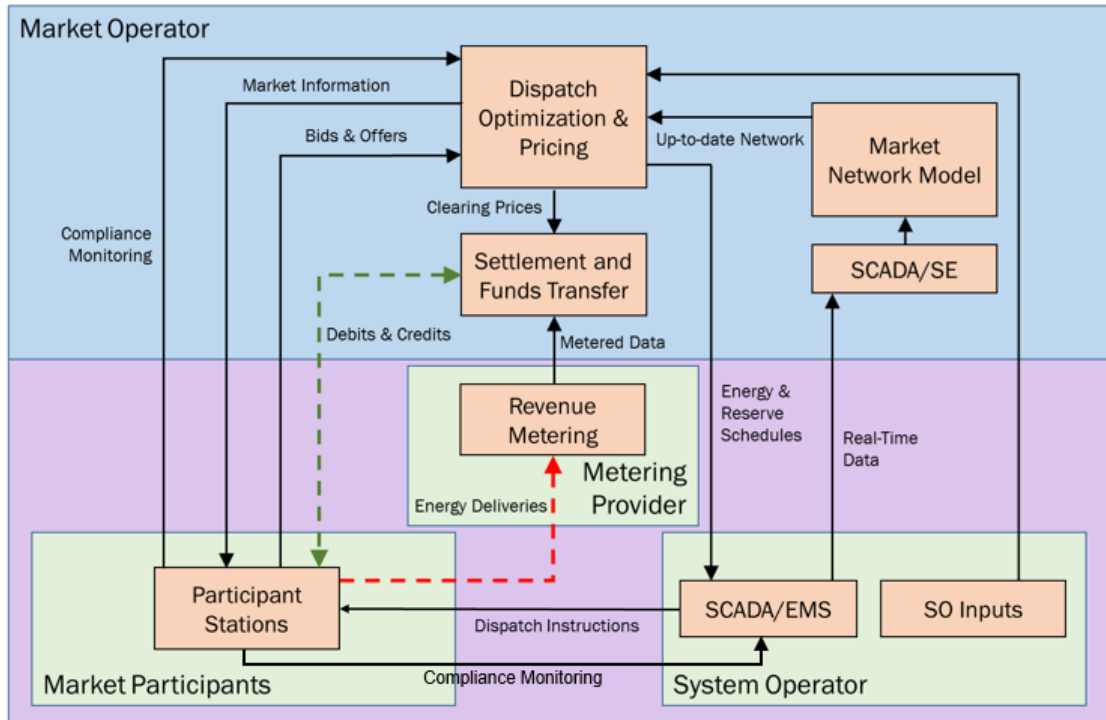 Market Operator
Market Information
Bids & Offers
Compliance
Monitoring
Dispatch
Optimization &
Pricing
Up-to-date Network
Market
Network Model
Clearing Prices
Settlement and
Funds Transfer
SCADA/SE
Debits & Credits
Metered Data
Revenue
Metering
Metering
Provider
Energy Deliveries
Energy &
Reserve
Schedules
Real-Time
Data
Participant
Stations
Market Participants
Dispatch Instructions
Compliance Monitoring
SCADA/EMS
SO Inputs
System Operator